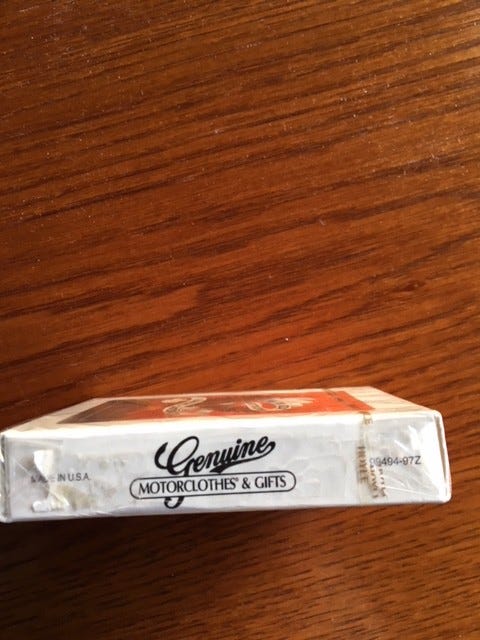 MADE IN U.S.A.
Genuine
MOTORCLOTHES® & GIFTS
99494-97Z